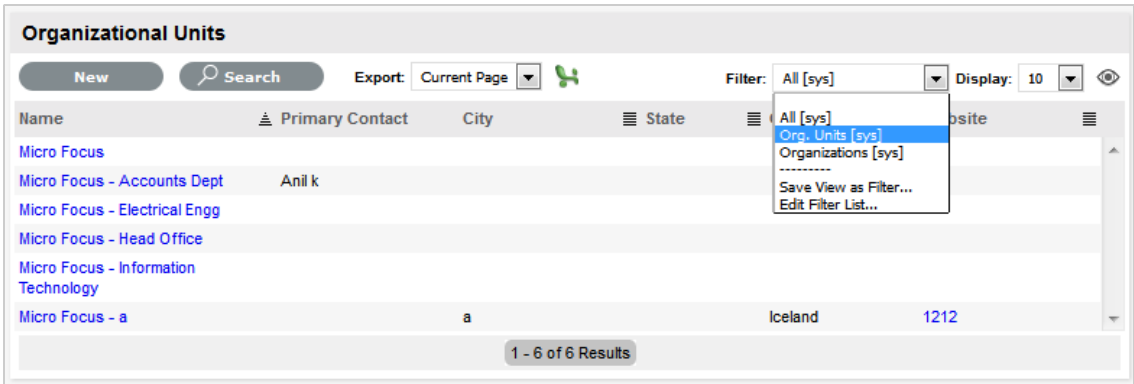 Organizational Units
New Search Export: Current Page Filter: All [sys] Display: 10
Name Primary Contact City State
All [sys]
Org. Units [sys]
Organizations [sys]
---------
Save View as Filter...
Edit Filter List...
Micro Focus
Micro Focus - Accounts Dept Anil k
Micro Focus - Electrical Engg
Micro Focus - Head Office
Micro Focus - Information
Technology
Micro Focus - a a Iceland 1212
1 - 6 of 6 Results